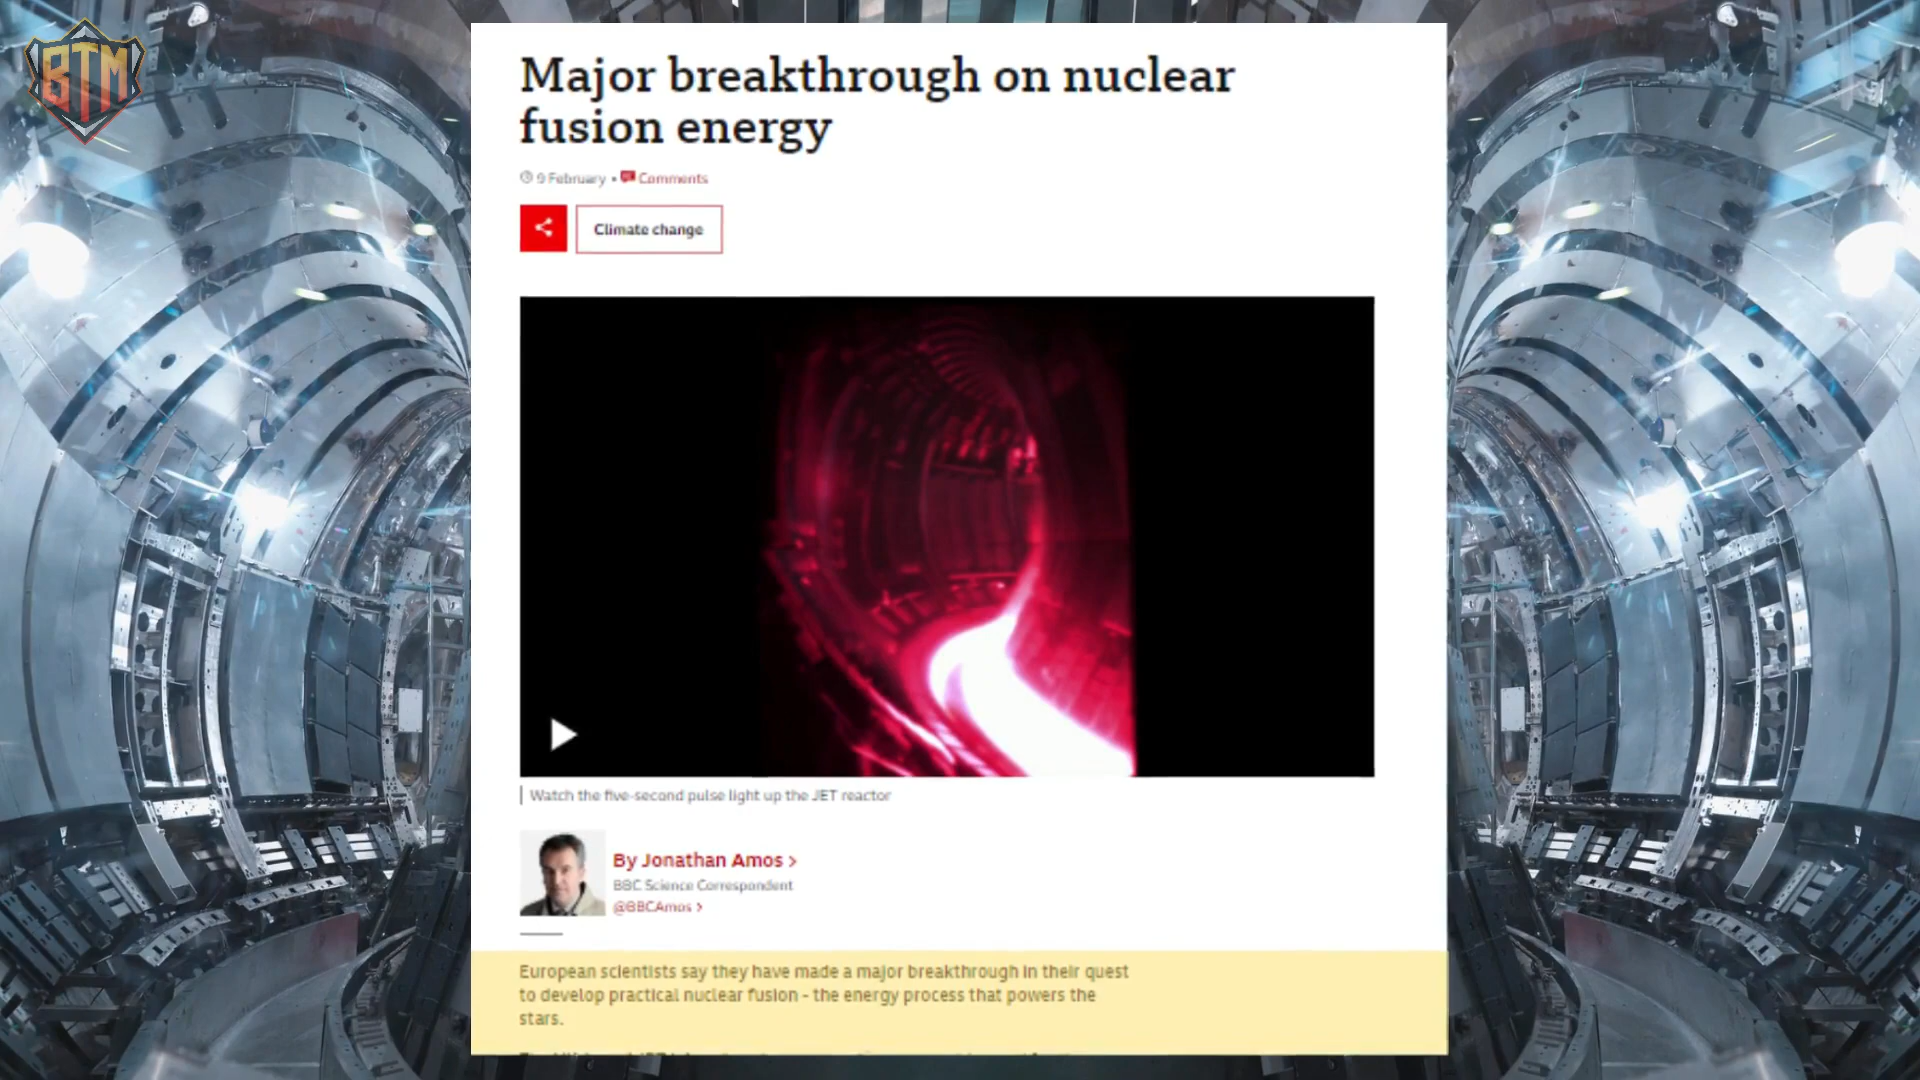 BTM
Major breakthrough on nuclear
fusion energy
9 February • Comments
Climate change
Watch the five-second pulse light up the JET reactor
By Jonathan Amos >
BBC Science Correspondent
@BBCAmos >
European scientists say they have made a major breakthrough in their quest
to develop practical nuclear fusion - the energy process that powers the
stars.